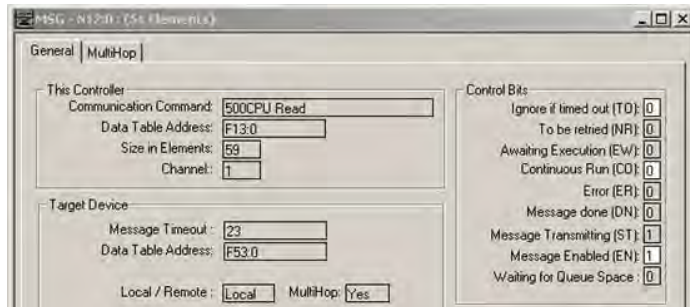 MSG - N12:0 : (51 Elements)
General MultiHop
This Controller
Communication Command: 500CPU Read
Data Table Address: F13:0
Size in Elements: 59
Channel: 1
Target Device
Message Timeout : 23
Data Table Address: F53:0
Local / Remote : Local MultiHop: Yes
Control Bits
Ignore if timed out (TO): 0
To be retried (NR): 0
Awaiting Execution (EW): 0
Continuous Run (CO): 0
Error (ER): 0
Message done (DN): 0
Message Transmitting (ST): 1
Message Enabled (EN): 1
Waiting for Queue Space : 0